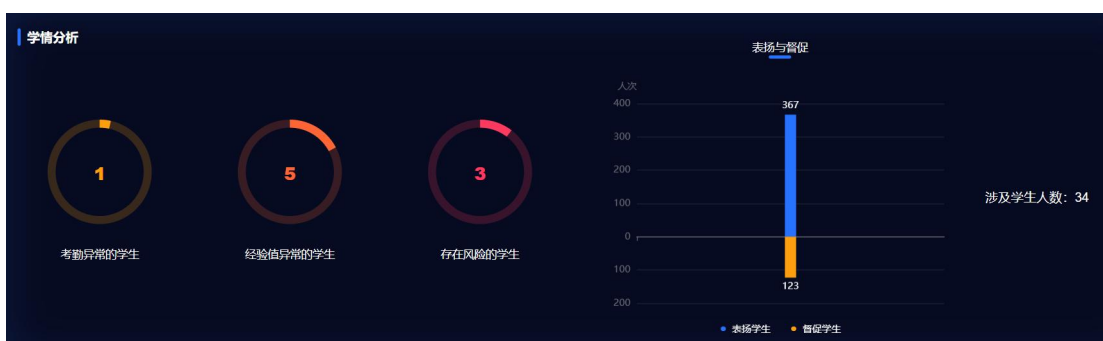 学情分析
1
考勤异常的学生
5
经验值异常的学生
3
存在风险的学生
表扬与督促
人次
400
300
200
100
0
100
200
367
123
表扬学生
督促学生
涉及学生人数：34